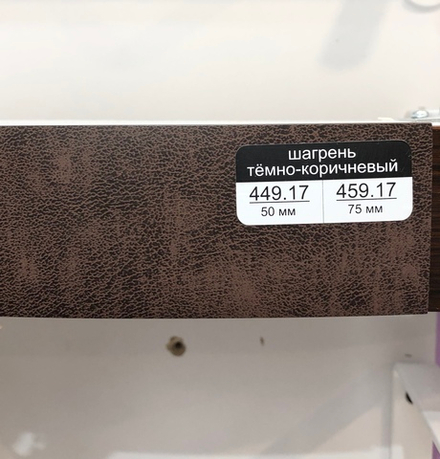 шагрень
тёмно-коричневый
449.17 459.17
50 мм 75 мм